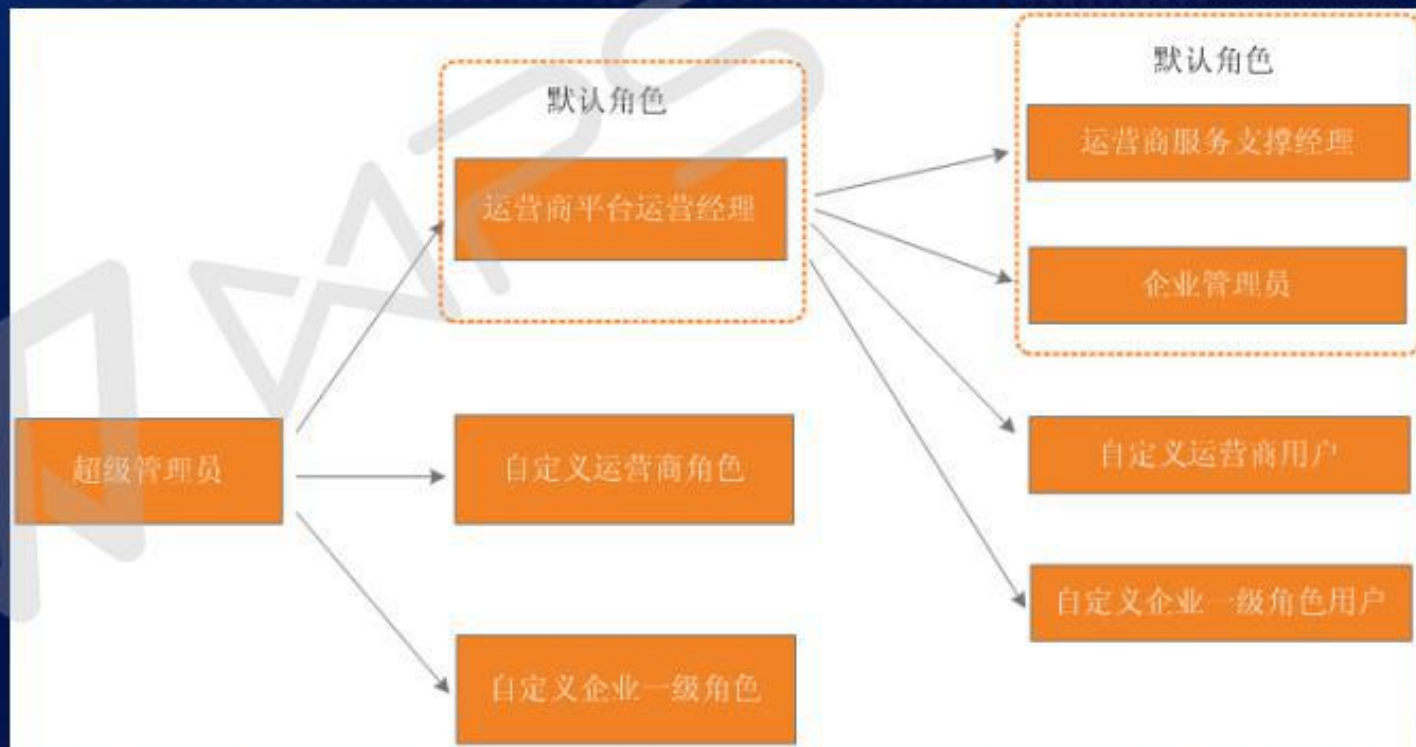 默认角色
运营商平台运营经理
超级管理员
自定义运营商角色
自定义企业一级角色
默认角色
运营商服务支撑经理
企业管理员
自定义运营商用户
自定义企业一级角色用户